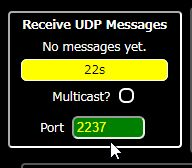 Receive UDP Messages
No messages yet.
22s
Multicast?
Port 2237